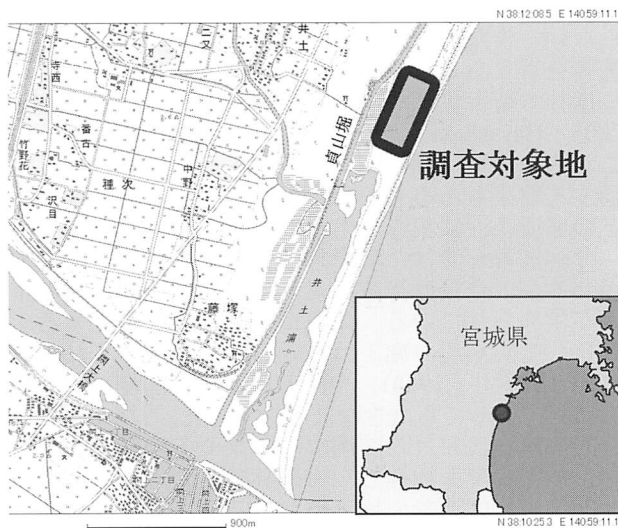 N 38:12:08.5 E 140:59:11.1
二又
井土
寺西
貞山堀
番古
竹野花
中野
種次
沢目
調査対象地
井土浦
藤塚
宮城県
900m
N 38:10:25.3 E 140:59:11.1